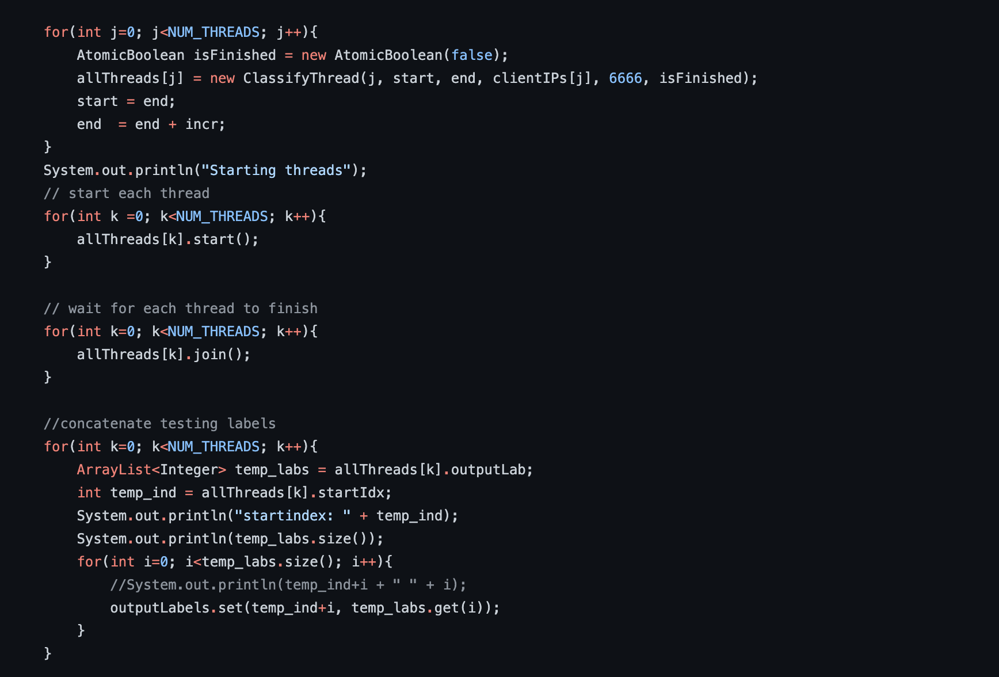 for(int j=0; j<NUM_THREADS; j++){
    AtomicBoolean isFinished = new AtomicBoolean(false);
    allThreads[j] = new ClassifyThread(j, start, end, clientIPs[j], 6666, isFinished);
    start = end;
    end  = end + incr;
}
System.out.println("Starting threads");
// start each thread
for(int k =0; k<NUM_THREADS; k++){
    allThreads[k].start();
}

// wait for each thread to finish
for(int k=0; k<NUM_THREADS; k++){
    allThreads[k].join();
}

//concatenate testing labels
for(int k=0; k<NUM_THREADS; k++){
    ArrayList<Integer> temp_labs = allThreads[k].outputLab;
    int temp_ind = allThreads[k].startIdx;
    System.out.println("startindex: " + temp_ind);
    System.out.println(temp_labs.size());
    for(int i=0; i<temp_labs.size(); i++){
        //System.out.println(temp_ind+i + " " + i);
        outputLabels.set(temp_ind+i, temp_labs.get(i));
    }
}